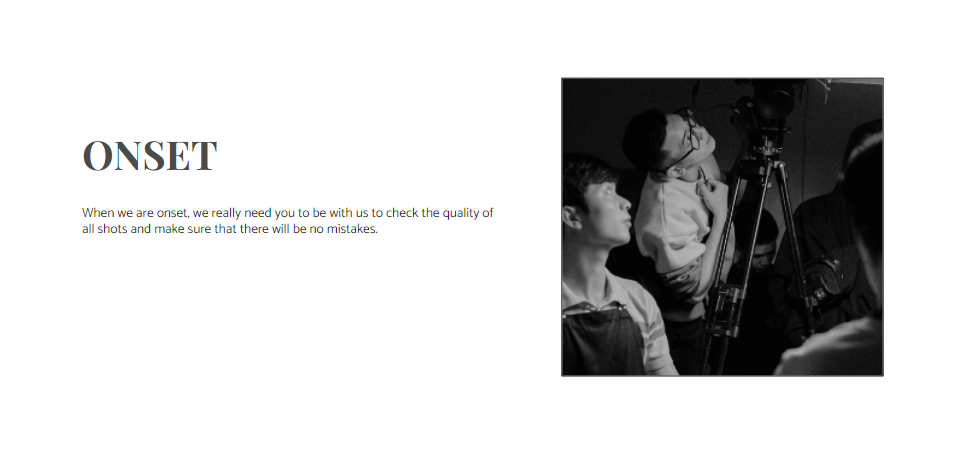 ONSET
When we are onset, we really need you to be with us to check the quality of
all shots and make sure that there will be no mistakes.